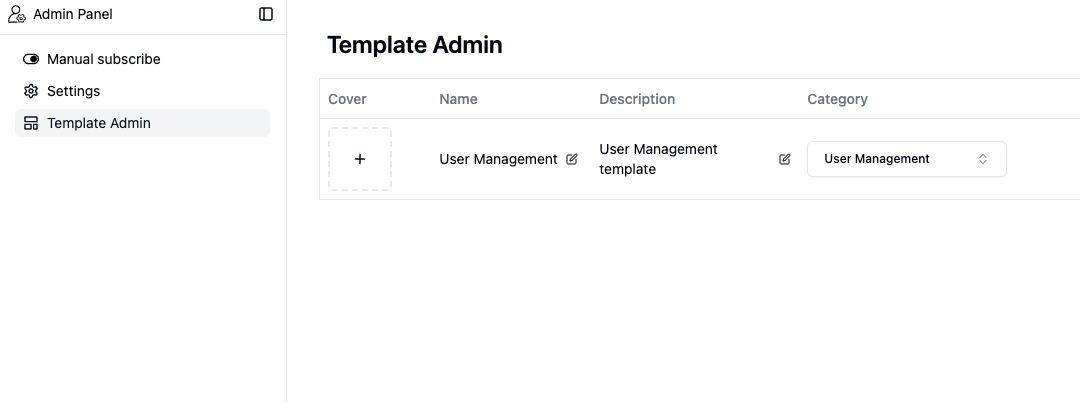 Admin Panel
Manual subscribe
Settings
Template Admin
Template Admin
Cover Name Description Category
User Management User Management User Management
template